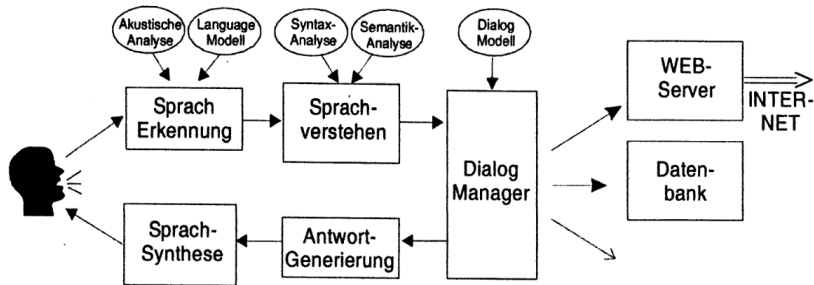 Akustische
Analyse
Language
Modell
Syntax-
Analyse
Semantik-
Analyse
Dialog
Modell
Sprach
Erkennung
Sprach-
verstehen
Dialog
Manager
WEB-
Server
INTER-
NET
Daten-
bank
Sprach-
Synthese
Antwort-
Generierung